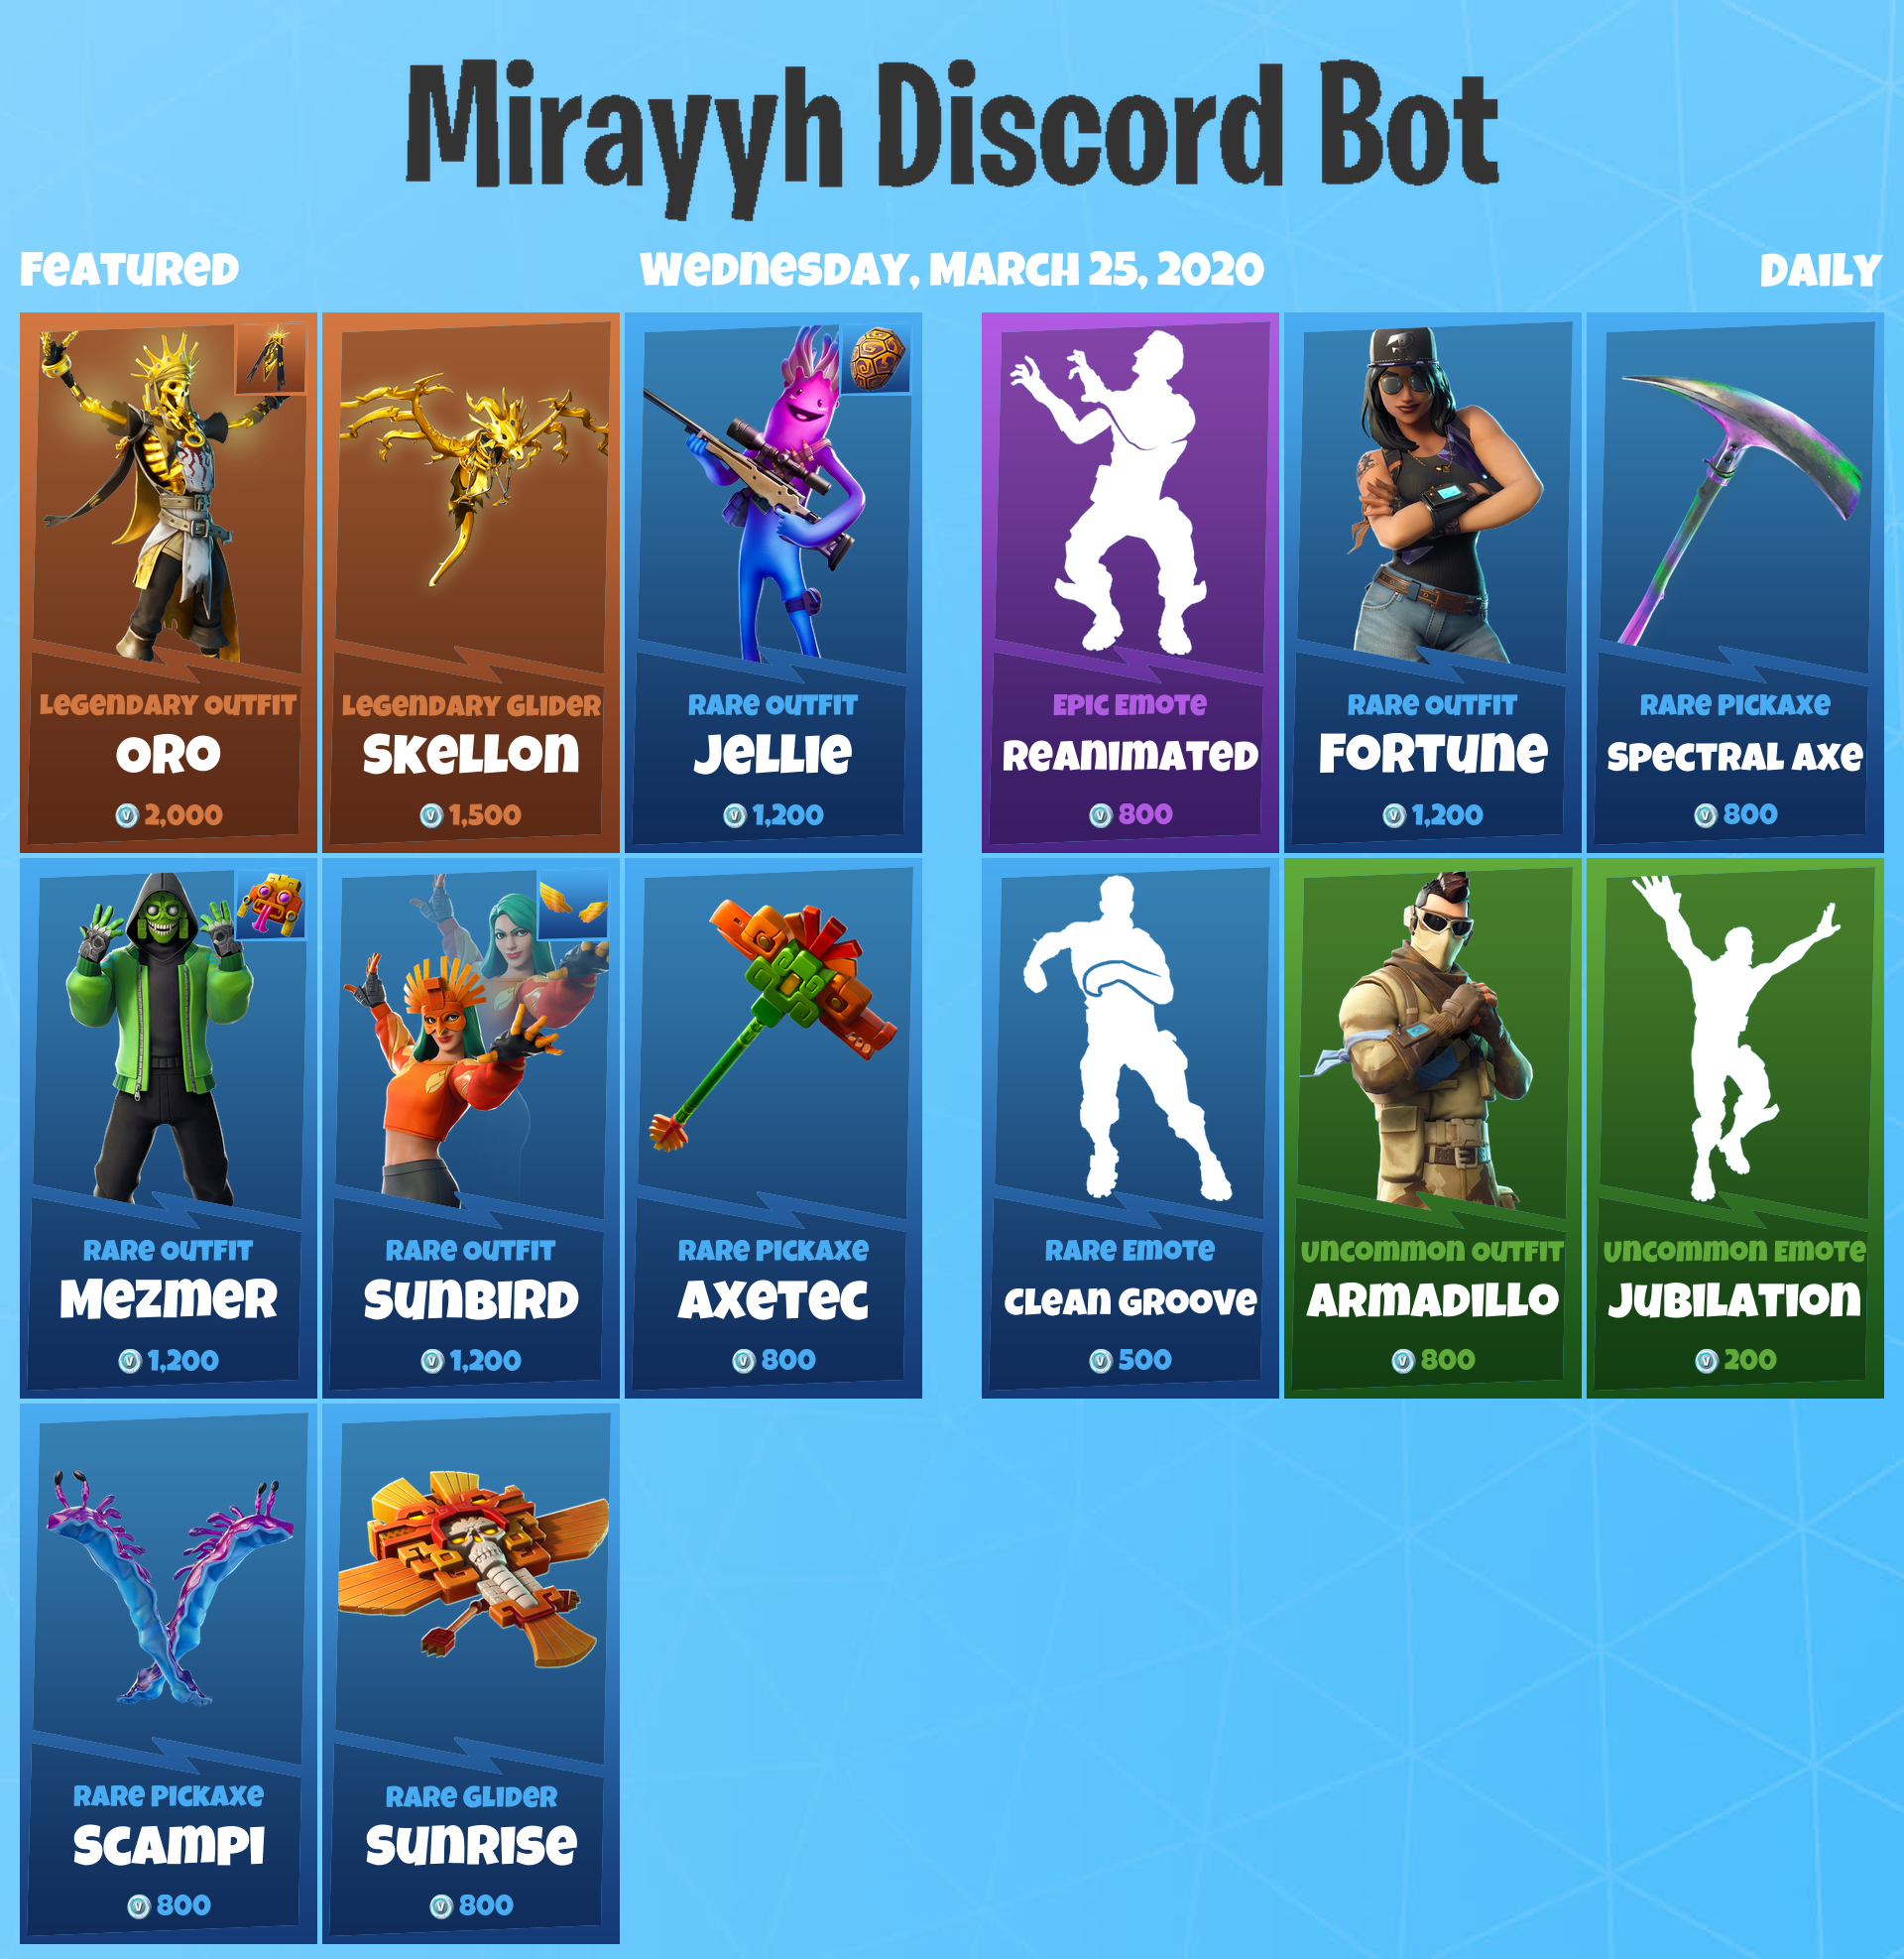 Mirayyh Discord Bot
FEATURED
WEDNESDAY, MARCH 25, 2020
DAILY
LEGENDARY OUTFIT
ORO
2,000
LEGENDARY GLIDER
SKELLON
1,500
RARE OUTFIT
JELLIE
1,200
EPIC EMOTE
REANIMATED
800
RARE OUTFIT
FORTUNE
1,200
RARE PICKAXE
SPECTRAL AXE
800
RARE OUTFIT
MEZMER
1,200
RARE OUTFIT
SUNBIRD
1,200
RARE PICKAXE
AXETEC
800
RARE EMOTE
CLEAN GROOVE
500
UNCOMMON OUTFIT
ARMADILLO
800
UNCOMMON EMOTE
JUBILATION
200
RARE PICKAXE
SCAMPI
800
RARE GLIDER
SUNRISE
800